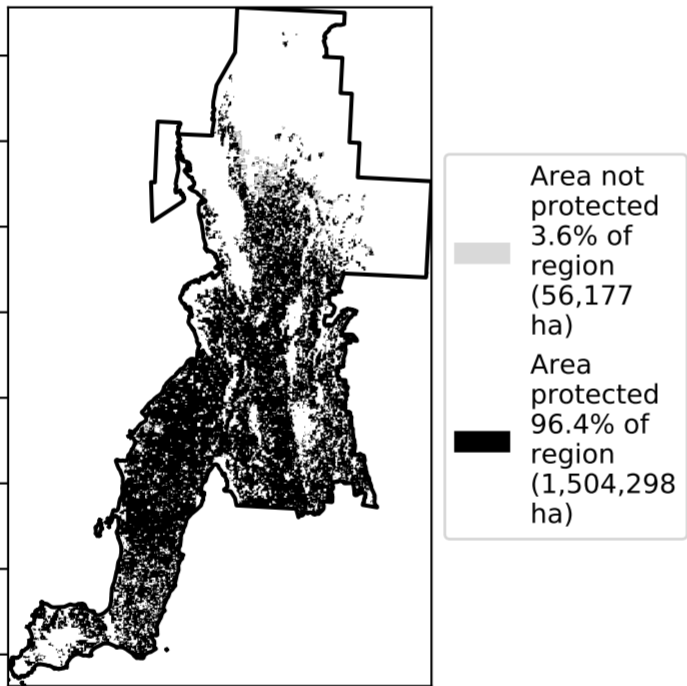 Area not
protected
3.6% of
region
(56,177
ha)
Area
protected
96.4% of
region
(1,504,298
ha)